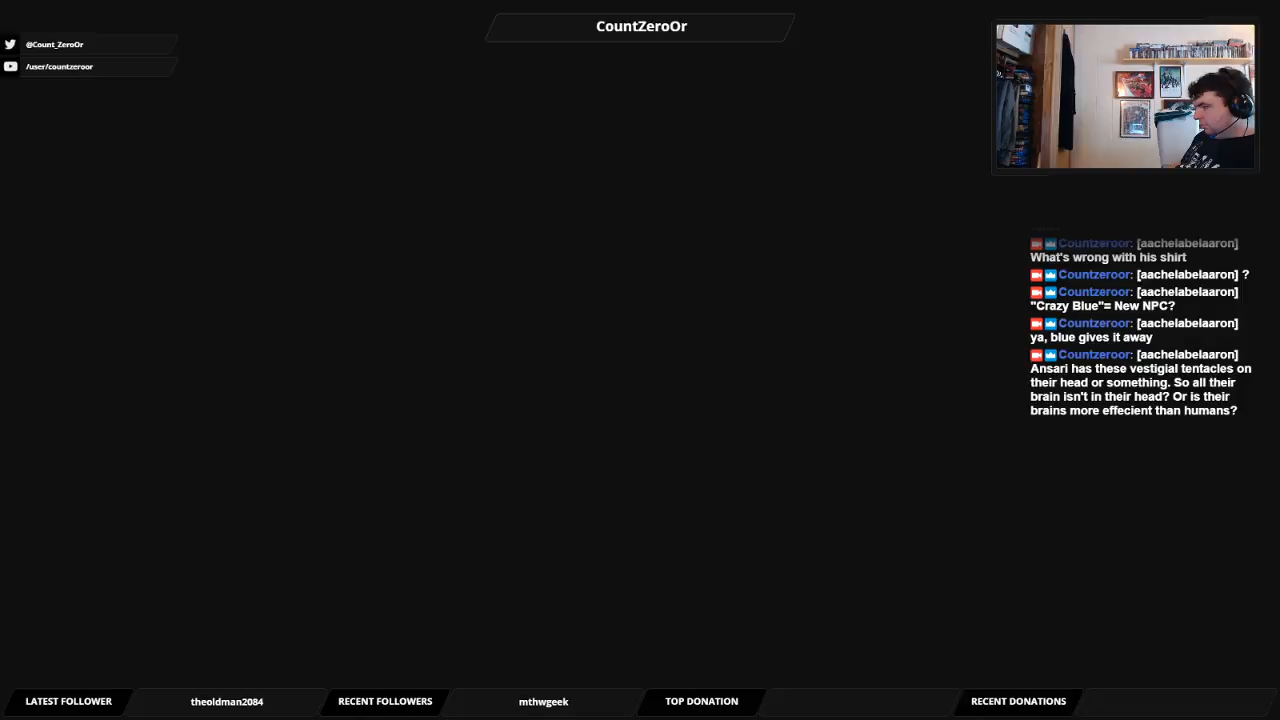 CountZeroOr
@Count_ZeroOr
/user/countzeroor
Countzeroor: [aachelabelaaron]
What's wrong with his shirt
Countzeroor: [aachelabelaaron] ?
Countzeroor: [aachelabelaaron]
"Crazy Blue"= New NPC?
Countzeroor: [aachelabelaaron]
ya, blue gives it away
Countzeroor: [aachelabelaaron]
Ansari has these vestigial tentacles on
their head or something. So all their
brain isn't in their head? Or is their
brains more effecient than humans?
LATEST FOLLOWER theoldman2084 RECENT FOLLOWERS mthwgeek TOP DONATION RECENT DONATIONS